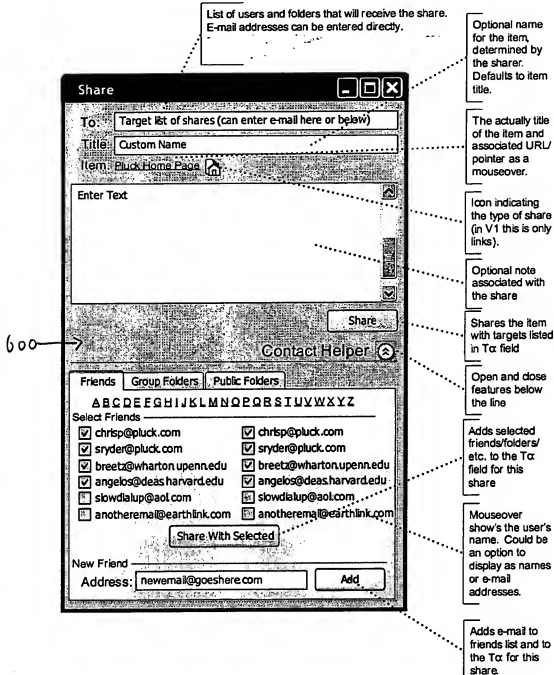 List of users and folders that will receive the share.
E-mail addresses can be entered directly.
Optional name
for the item,
determined by
the sharer.
Defaults to item
title.
Share
To: Target list of shares (can enter e-mail here or below)
Title: Custom Name
Item: Pluck Home Page
The actually title
of the item and
associated URL/
pointer as a
mouseover.
Enter Text
Icon indicating
the type of share
(in V1 this is only
links).
Optional note
associated with
the share
Share
Shares the item
with targets listed
in To: field
600
Contact Helper
Open and close
features below
the line
Friends Group Folders Public Folders
A B C D E F G H I J K L M N O P Q R S T U V W X Y Z
Select Friends
chrisp@pluck.com chrisp@pluck.com
sryder@pluck.com sryder@pluck.com
breetz@wharton.upenn.edu breetz@wharton.upenn.edu
angelos@deas.harvard.edu angelos@deas.harvard.edu
slowdialup@aol.com slowdialup@aol.com
anotheremail@earthlink.com anotheremail@earthlink.com
Share With Selected
Adds selected
friends/folders/
etc. to the To:
field for this
share
Mouseover
show's the user's
name. Could be
an option to
display as names
or e-mail
addresses.
New Friend
Address: newemail@goeshere.com Add
Adds e-mail to
friends list and to
the To: for this
share.